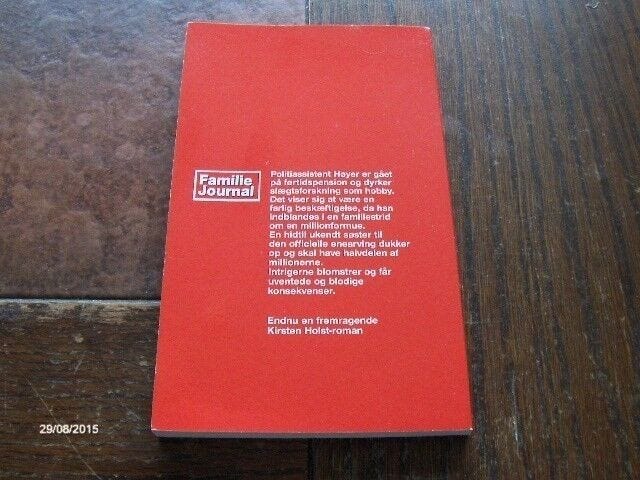 Familie
Journal
Politiassistent Høyer er gået
på førtidspension og dyrker
slægtsforskning som hobby.
Det viser sig at være en
farlig beskæftigelse, da han
indblandes i en familiestrid
om en millionformue.
En hidtil ukendt søster til
den officielle enearving dukker
op og skal have halvdelen af
millionerne.
Intrigerne blomstrer og får
uventede og blodige
konsekvenser.
Endnu en fremragende
Kirsten Holst-roman
29/08/2015